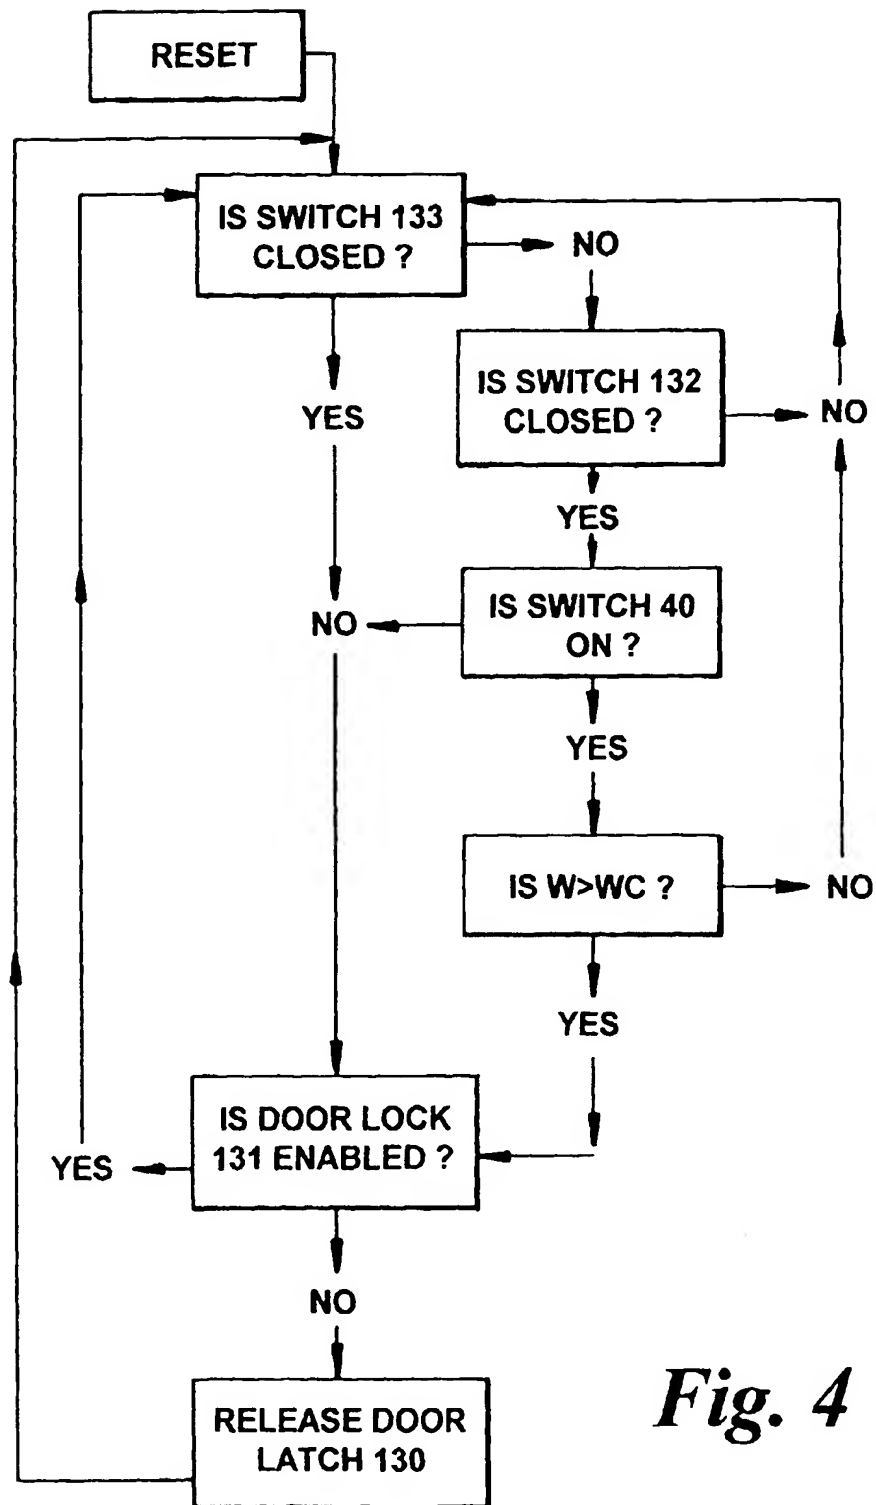 RESET
IS SWITCH 133
CLOSED ?
NO
IS SWITCH 132
CLOSED ?
NO
YES
YES
IS SWITCH 40
ON ?
NO
YES
IS W>WC ?
NO
YES
IS DOOR LOCK
131 ENABLED ?
YES
NO
RELEASE DOOR
LATCH 130
Fig. 4